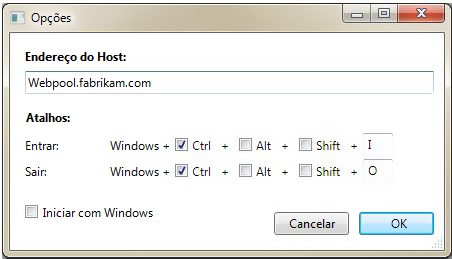 Opções
Endereço do Host:
Webpool.fabrikam.com
Atalhos:
Entrar: Windows + Ctrl + Alt + Shift + I
Sair: Windows + Ctrl + Alt + Shift + O
Iniciar com Windows
Cancelar OK